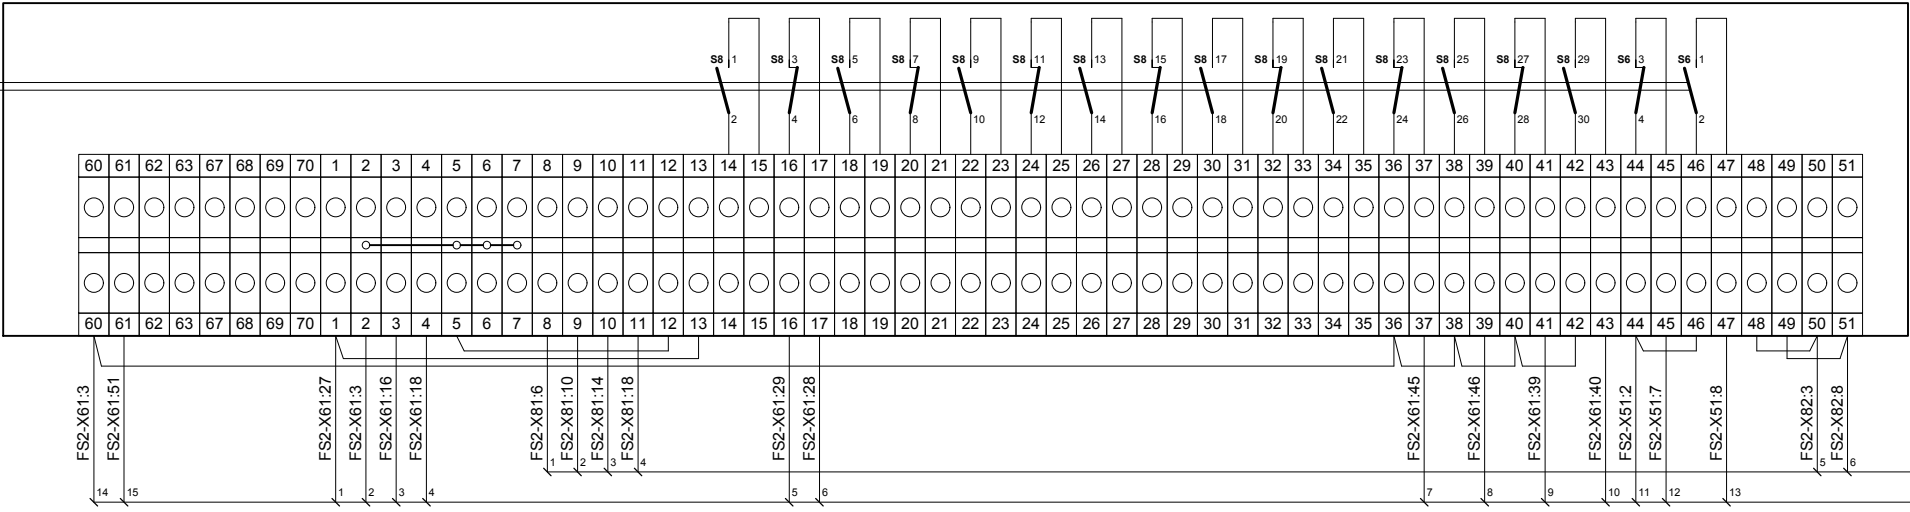 S8 1 S8 3 S8 5 S8 7 S8 9 S8 11 S8 13 S8 15 S8 17 S8 19 S8 21 S8 23 S8 25 S8 27 S8 29 S6 3 S6 1
2 4 6 8 10 12 14 16 18 20 22 24 26 28 30 4 2
60 61 62 63 67 68 69 70 1 2 3 4 5 6 7 8 9 10 11 12 13 14 15 16 17 18 19 20 21 22 23 24 25 26 27 28 29 30 31 32 33 34 35 36 37 38 39 40 41 42 43 44 45 46 47 48 49 50 51
60 61 62 63 67 68 69 70 1 2 3 4 5 6 7 8 9 10 11 12 13 14 15 16 17 18 19 20 21 22 23 24 25 26 27 28 29 30 31 32 33 34 35 36 37 38 39 40 41 42 43 44 45 46 47 48 49 50 51
FS2-X61:3
FS2-X61:51
FS2-X61:27
FS2-X61:3
FS2-X61:16
FS2-X61:18
FS2-X81:6
FS2-X81:10
FS2-X81:14
FS2-X81:18
FS2-X61:29
FS2-X61:28
FS2-X61:45
FS2-X61:46
FS2-X61:39
FS2-X61:40
FS2-X51:2
FS2-X51:7
FS2-X51:8
FS2-X82:3
FS2-X82:8
1 2 3 4 5 6
14 15 1 2 3 4 5 6 7 8 9 10 11 12 13